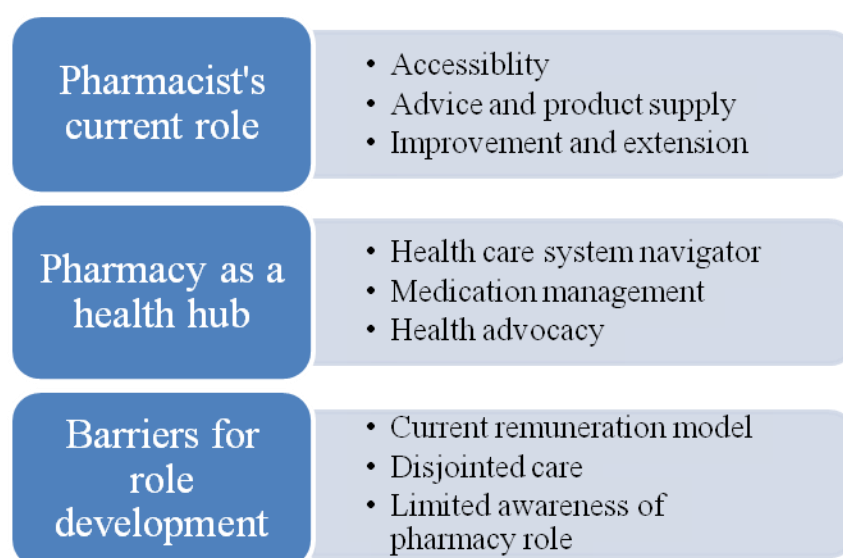 Pharmacist's
current role
• Accessiblity
• Advice and product supply
• Improvement and extension
Pharmacy as a
health hub
• Health care system navigator
• Medication management
• Health advocacy
Barriers for
role
development
• Current remuneration model
• Disjointed care
• Limited awareness of
pharmacy role